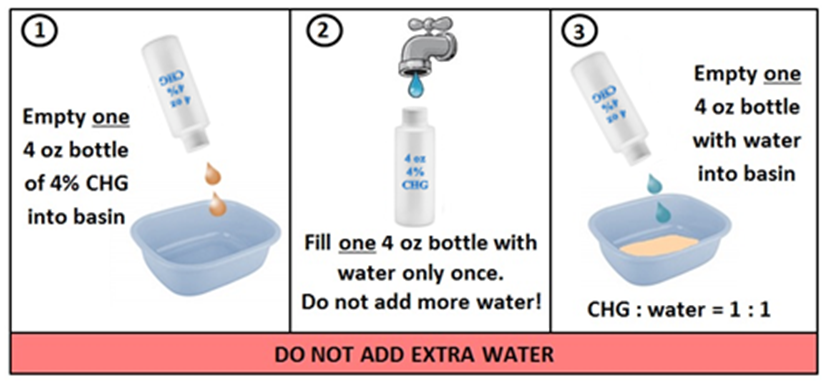 1
Empty one
4 oz bottle
of 4% CHG
into basin
4 oz
4%
CHG
2
4 oz
4%
CHG
Fill one 4 oz bottle with
water only once.
Do not add more water!
3
4 oz
4%
CHG
Empty one
4 oz bottle
with water
into basin
CHG : water = 1 : 1
DO NOT ADD EXTRA WATER